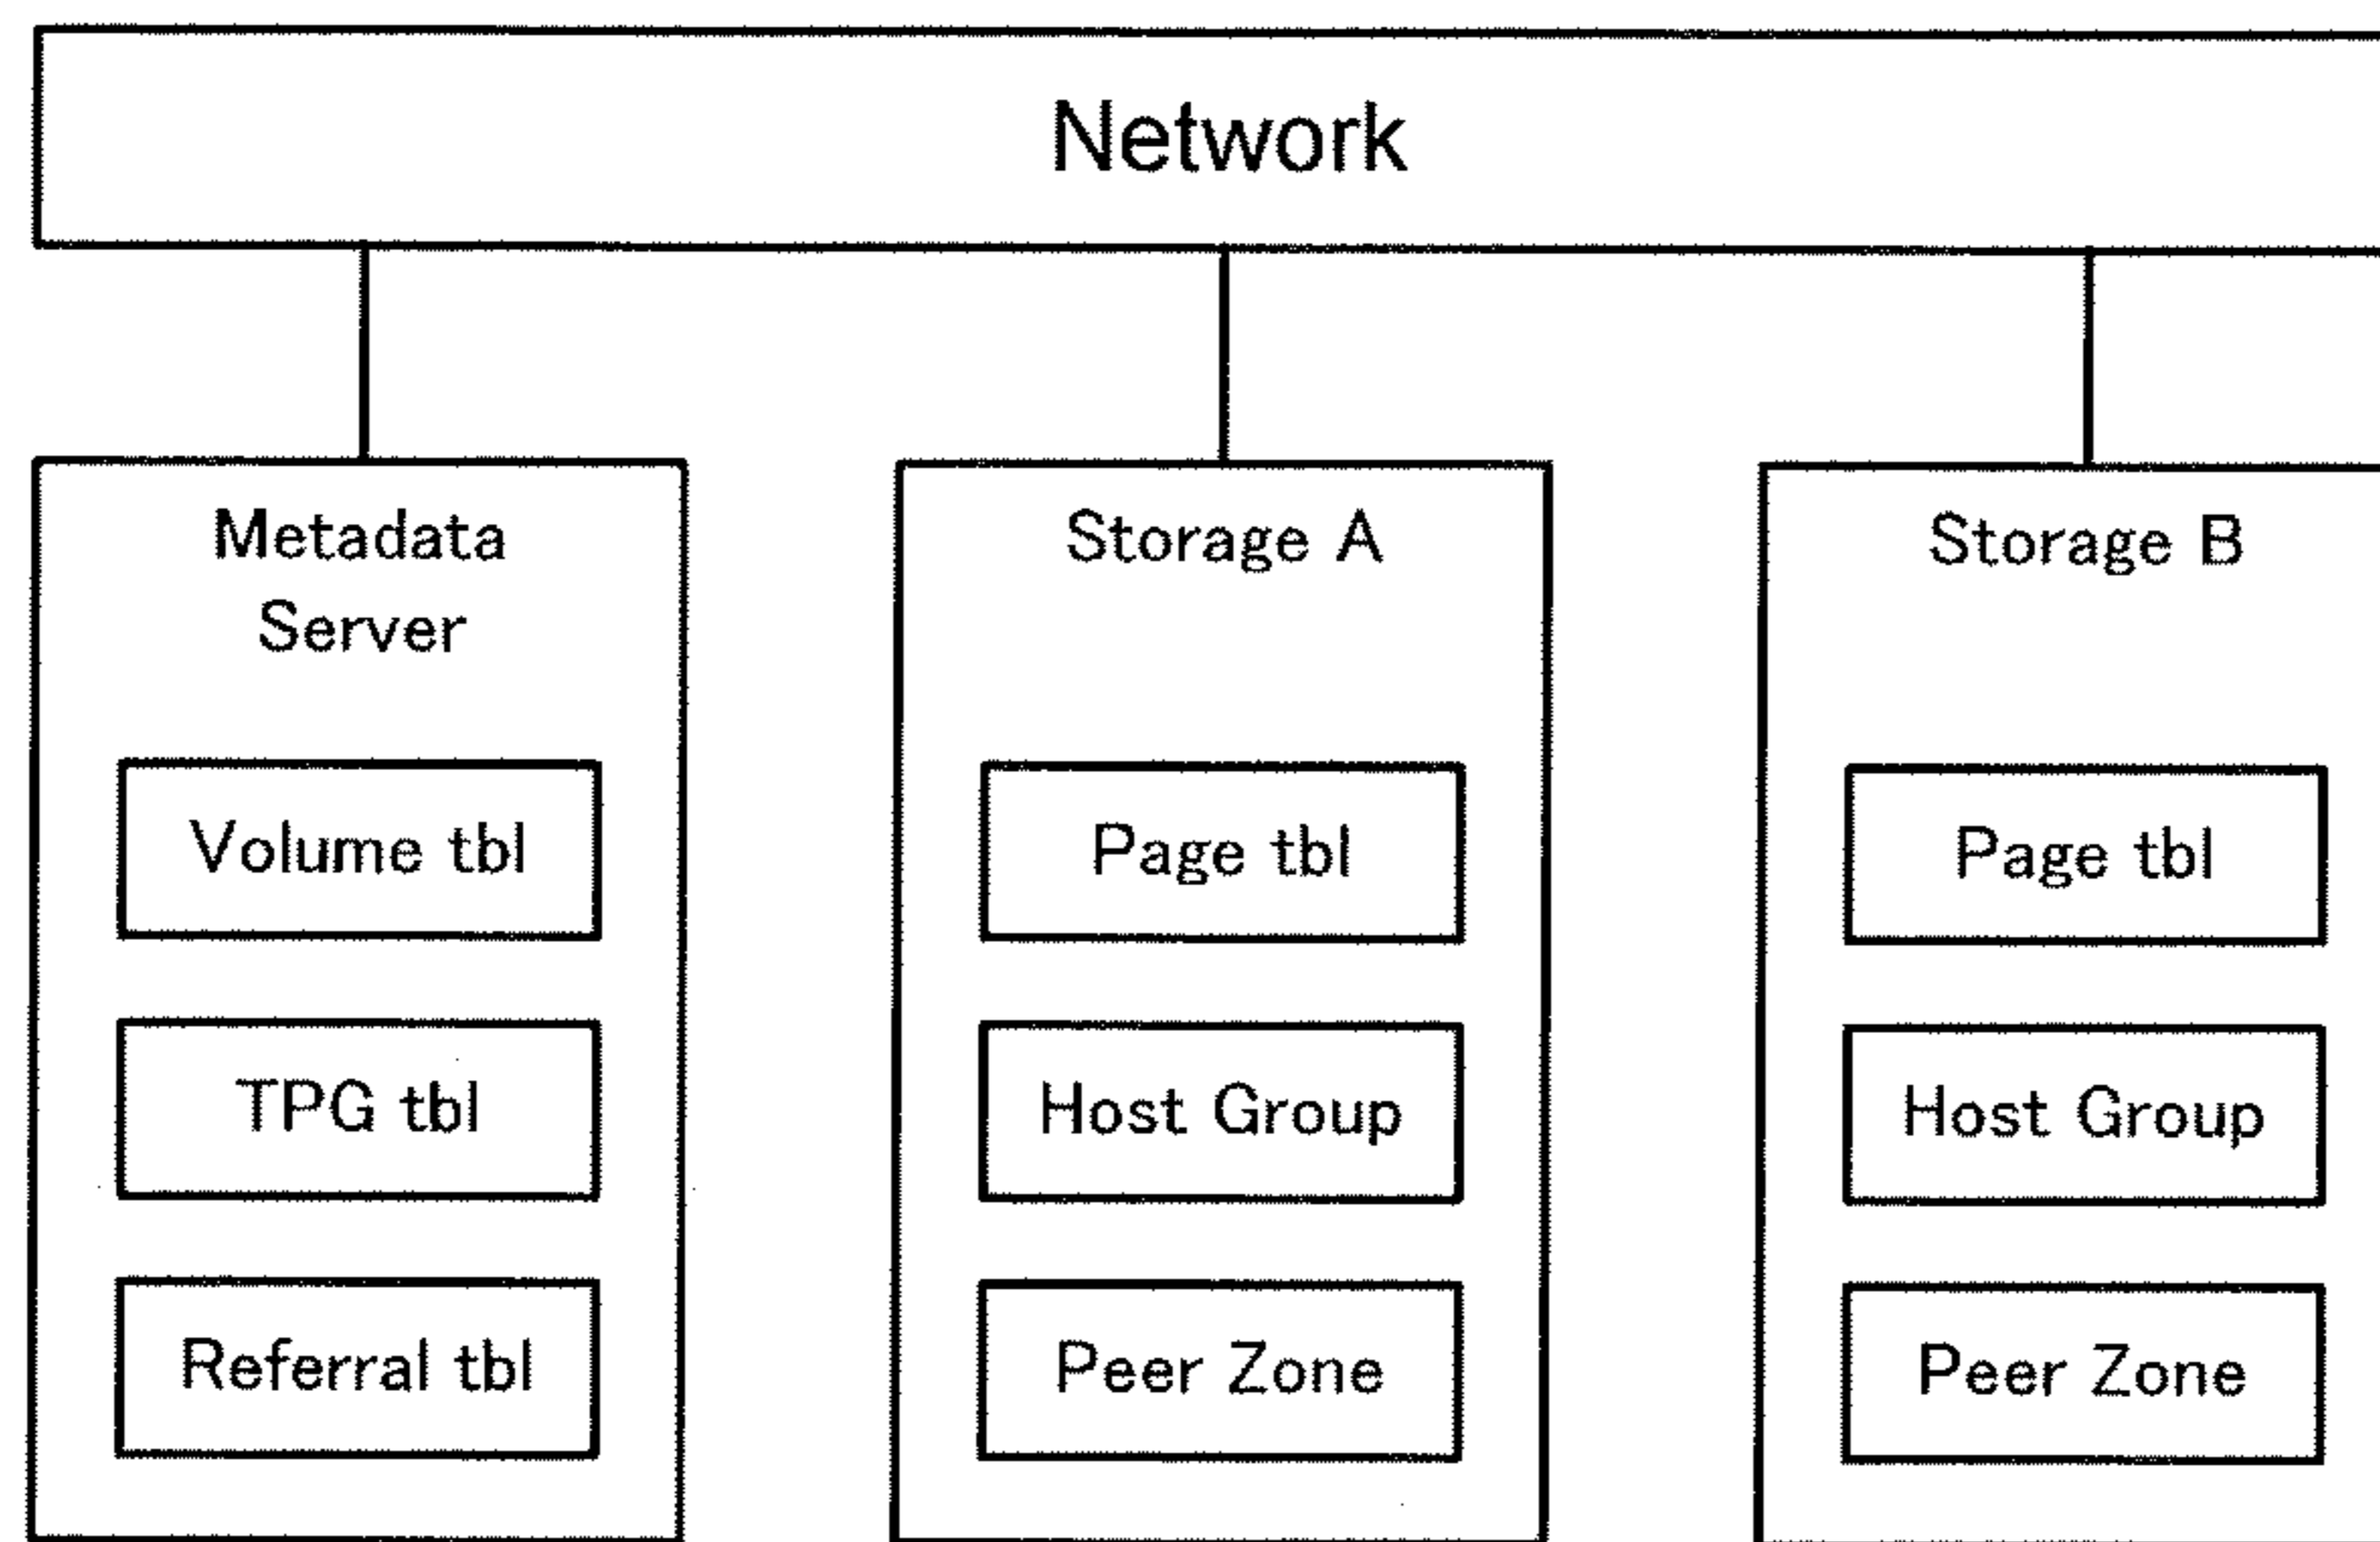 Network
Metadata
Server
Volume tbl
TPG tbl
Referral tbl
Storage A
Page tbl
Host Group
Peer Zone
Storage B
Page tbl
Host Group
Peer Zone